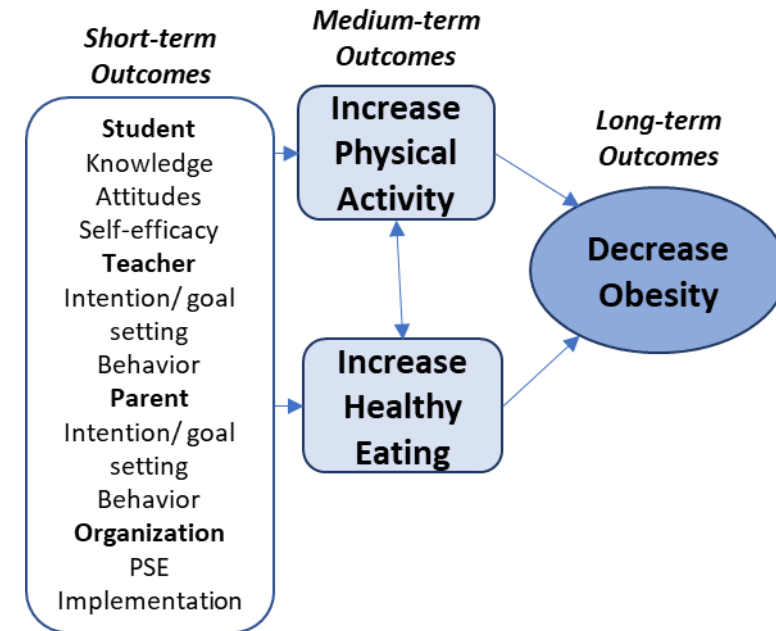 Short-term
Outcomes
Student
Knowledge
Attitudes
Self-efficacy
Teacher
Intention/ goal
setting
Behavior
Parent
Intention/ goal
setting
Behavior
Organization
PSE
Implementation
Medium-term
Outcomes
Increase
Physical
Activity
Increase
Healthy
Eating
Long-term
Outcomes
Decrease
Obesity